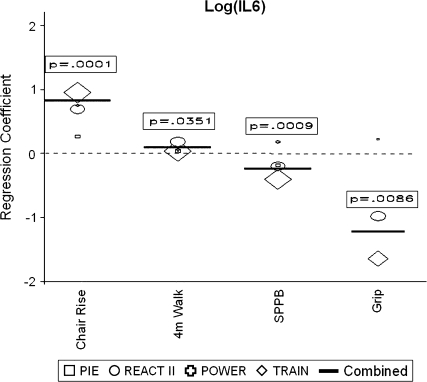 Log(IL6)
2
1
0
-1
-2
Regression Coefficient
p=.0001
p=.0351
p=.0009
p=.0086
Chair Rise
4m Walk
SPPB
Grip
PIE REACT II POWER TRAIN Combined